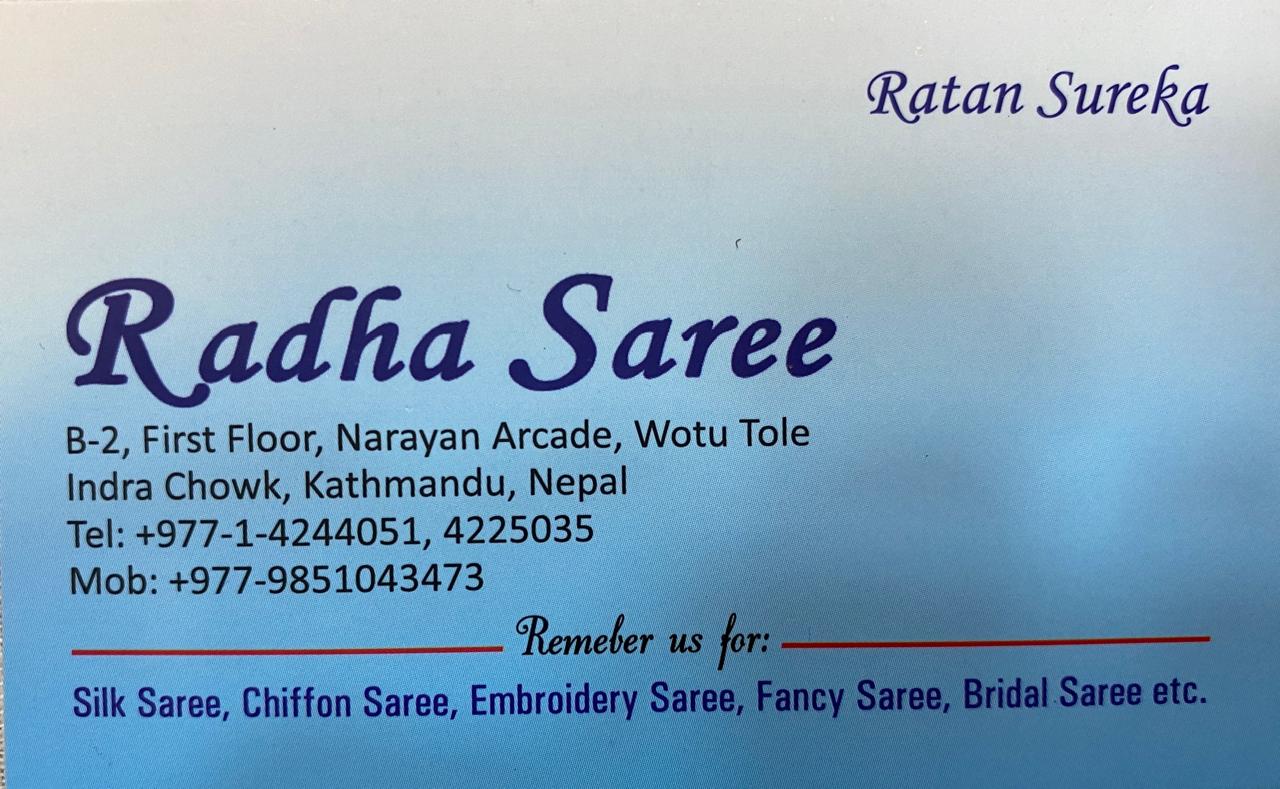 Ratan Sureka
Radha Saree
B-2, First Floor, Narayan Arcade, Wotu Tole
Indra Chowk, Kathmandu, Nepal
Tel: +977-1-4244051, 4225035
Mob: +977-9851043473
Remeber us for:
Silk Saree, Chiffon Saree, Embroidery Saree, Fancy Saree, Bridal Saree etc.